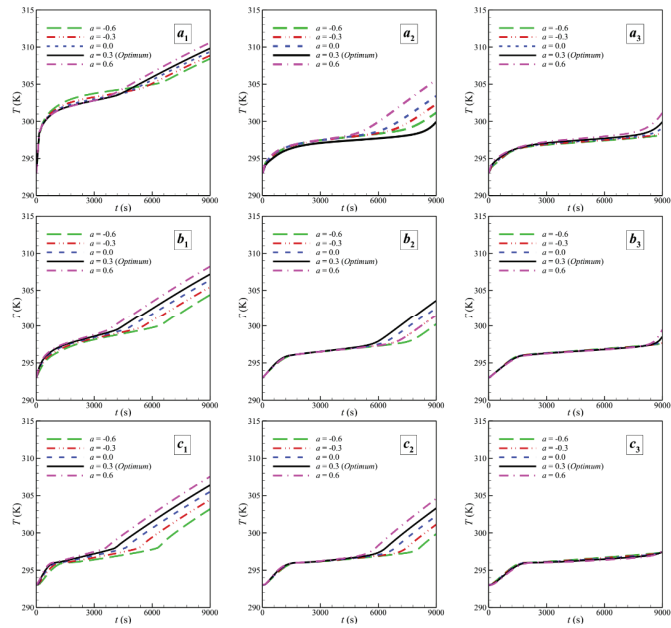 315
310
305
300
295
290
T (K)
0 3000 6000 9000
t (s)
a = -0.6
a = -0.3
a = 0.0
a = 0.3 (Optimum)
a = 0.6
a1
315
310
305
300
295
290
T (K)
0 3000 6000 9000
t (s)
a = -0.6
a = -0.3
a = 0.0
a = 0.3 (Optimum)
a = 0.6
a2
315
310
305
300
295
290
T (K)
0 3000 6000 9000
t (s)
a = -0.6
a = -0.3
a = 0.0
a = 0.3 (Optimum)
a = 0.6
a3
315
310
305
300
295
290
0 3000 6000 9000
t (s)
a = -0.6
a = -0.3
a = 0.0
a = 0.3 (Optimum)
a = 0.6
b1
315
310
305
300
295
290
0 3000 6000 9000
t (s)
a = -0.6
a = -0.3
a = 0.0
a = 0.3 (Optimum)
a = 0.6
b2
315
310
305
300
295
290
0 3000 6000 9000
t (s)
a = -0.6
a = -0.3
a = 0.0
a = 0.3 (Optimum)
a = 0.6
b3
315
310
305
300
295
290
T (K)
0 3000 6000 9000
t (s)
a = -0.6
a = -0.3
a = 0.0
a = 0.3 (Optimum)
a = 0.6
c1
315
310
305
300
295
290
T (K)
0 3000 6000 9000
t (s)
a = -0.6
a = -0.3
a = 0.0
a = 0.3 (Optimum)
a = 0.6
c2
315
310
305
300
295
290
T (K)
0 3000 6000 9000
t (s)
a = -0.6
a = -0.3
a = 0.0
a = 0.3 (Optimum)
a = 0.6
c3